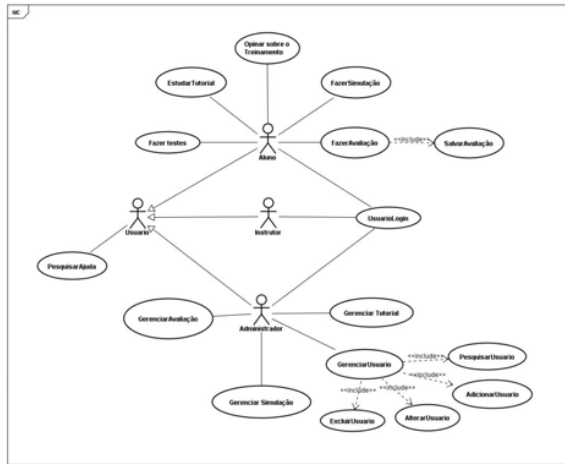 uc
Opinar sobre o
Treinamento
EstudarTutorial
FazerSimulação
Fazer testes
Aluno
FazerAvaliação
<<include>>
SalvarAvaliação
Usuario
Instrutor
UsuarioLogin
PesquisarAjuda
GerenciarAvaliação
Administrador
Gerenciar Tutorial
GerenciarUsuario
<<include>>
PesquisarUsuario
<<include>>
AdicionarUsuario
Gerenciar Simulação
<<include>>
<<include>>
ExcluirUsuario
AlterarUsuario